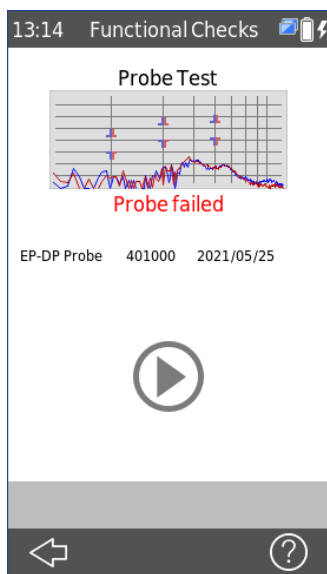 13:14 Functional Checks
Probe Test
Probe failed
EP-DP Probe 401000 2021/05/25
?